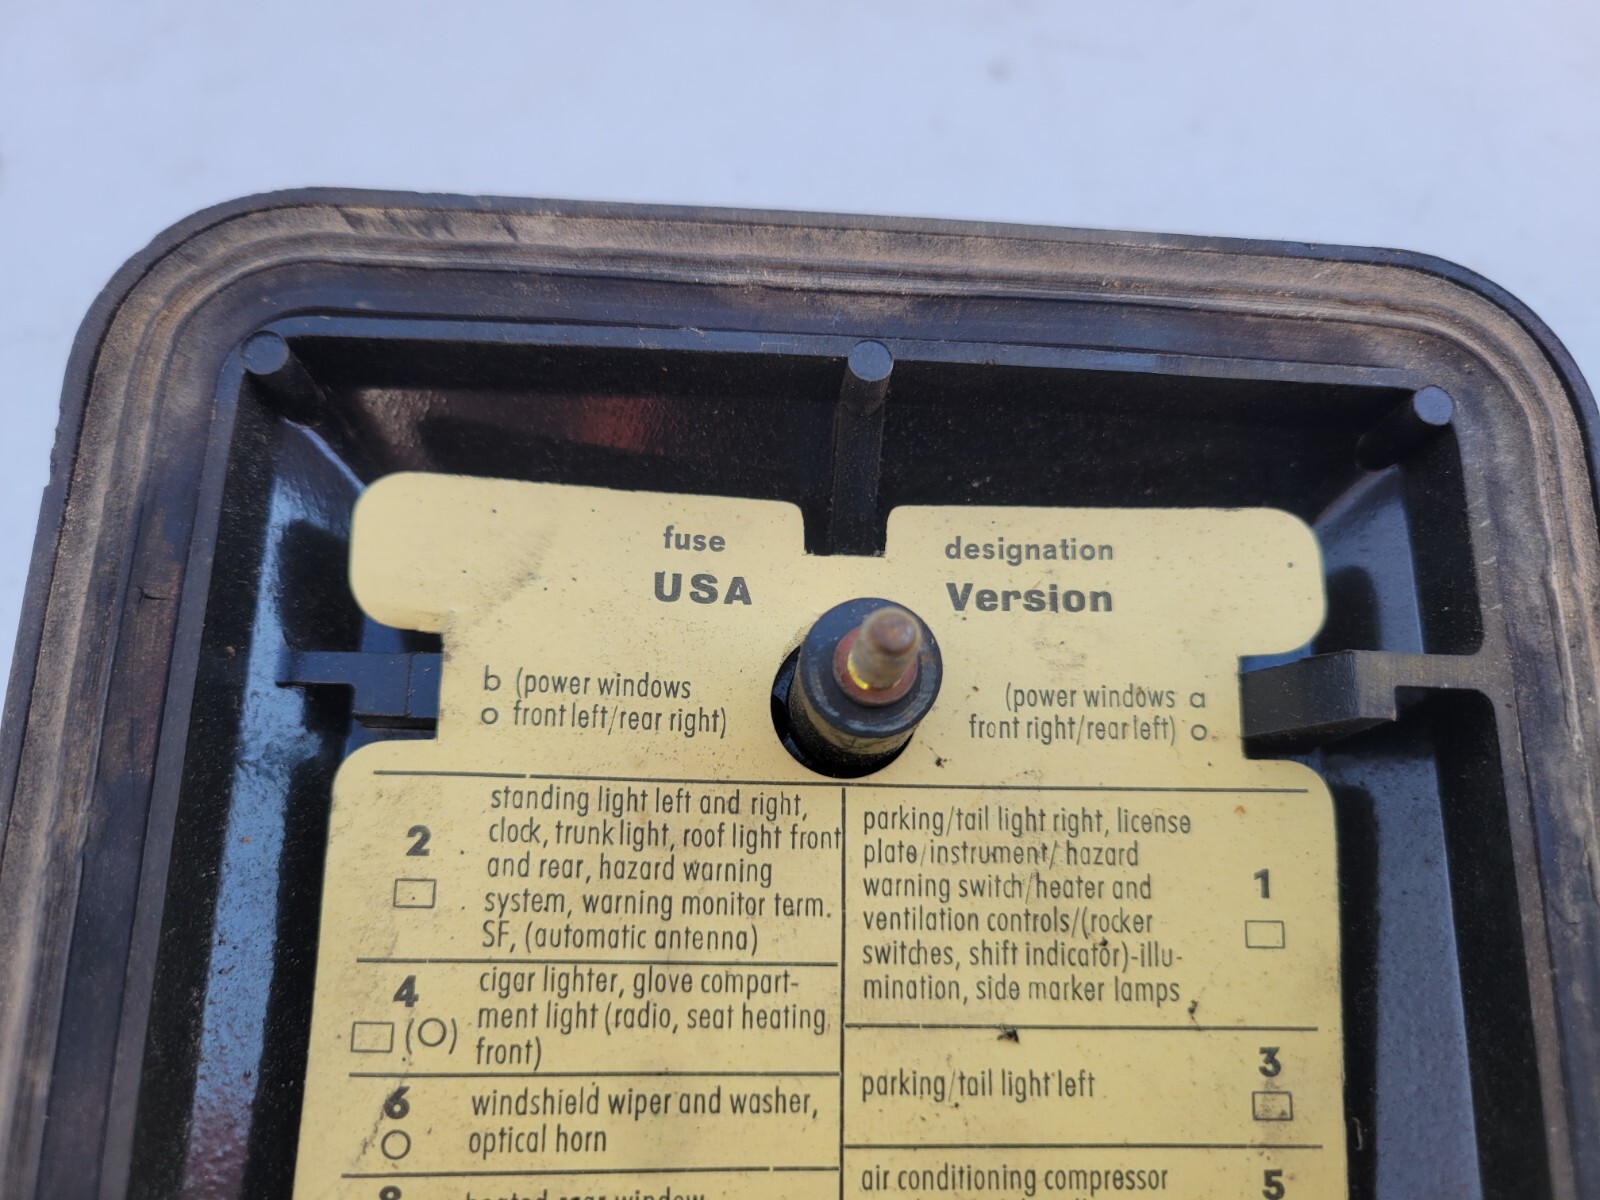 fuse designation
USA Version
b (power windows
o front left/rear right)
(power windows a
front right/rear left) o
2
standing light left and right,
clock, trunk light, roof light front
and rear, hazard warning
system, warning monitor term.
SF, (automatic antenna)
parking/tail light right, license
plate/instrument/ hazard
warning switch/heater and
ventilation controls/(rocker
switches, shift indicator)-illu-
mination, side marker lamps
1
4
(O)
cigar lighter, glove compart-
ment light (radio, seat heating
front)
parking/tail light left
3
6
windshield wiper and washer,
optical horn
air conditioning compressor
5
8
heated rear window